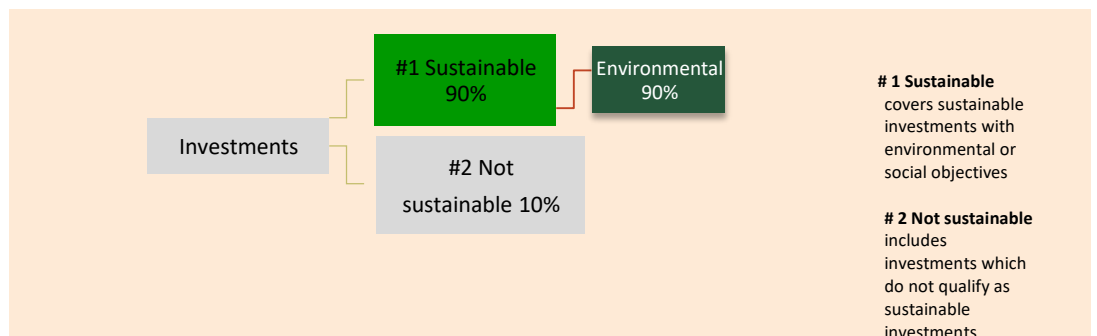 #1 Sustainable
90%
Environmental
90%
Investments
#2 Not
sustainable 10%
# 1 Sustainable
covers sustainable
investments with
environmental or
social objectives
# 2 Not sustainable
includes
investments which
do not qualify as
sustainable
investments